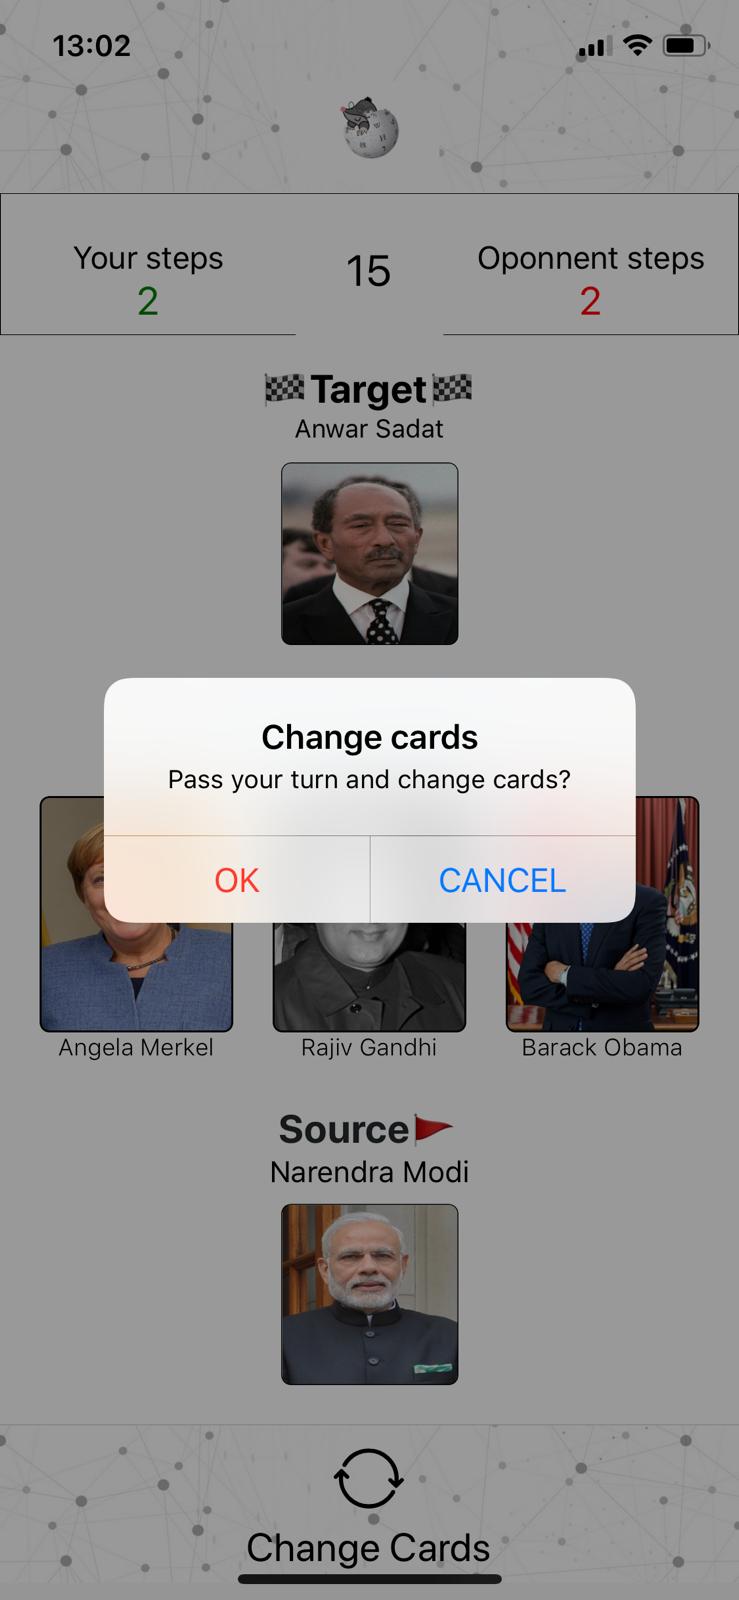 13:02
Your steps
2
15
Oponnent steps
2
Target
Anwar Sadat
Change cards
Pass your turn and change cards?
OK
CANCEL
Angela Merkel
Rajiv Gandhi
Barack Obama
Source
Narendra Modi
Change Cards